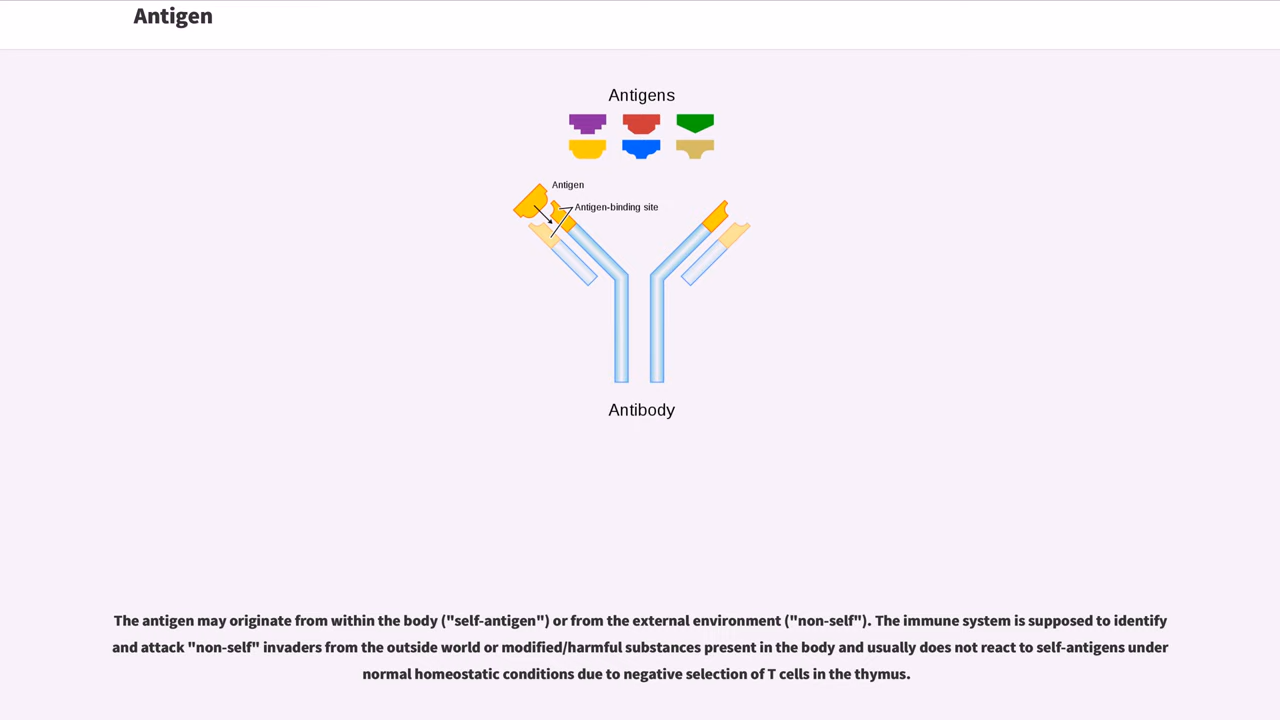 Antigen
Antigens
Antigen
Antigen-binding site
Antibody
The antigen may originate from within the body ("self-antigen") or from the external environment ("non-self"). The immune system is supposed to identify
and attack "non-self" invaders from the outside world or modified/harmful substances present in the body and usually does not react to self-antigens under
normal homeostatic conditions due to negative selection of T cells in the thymus.